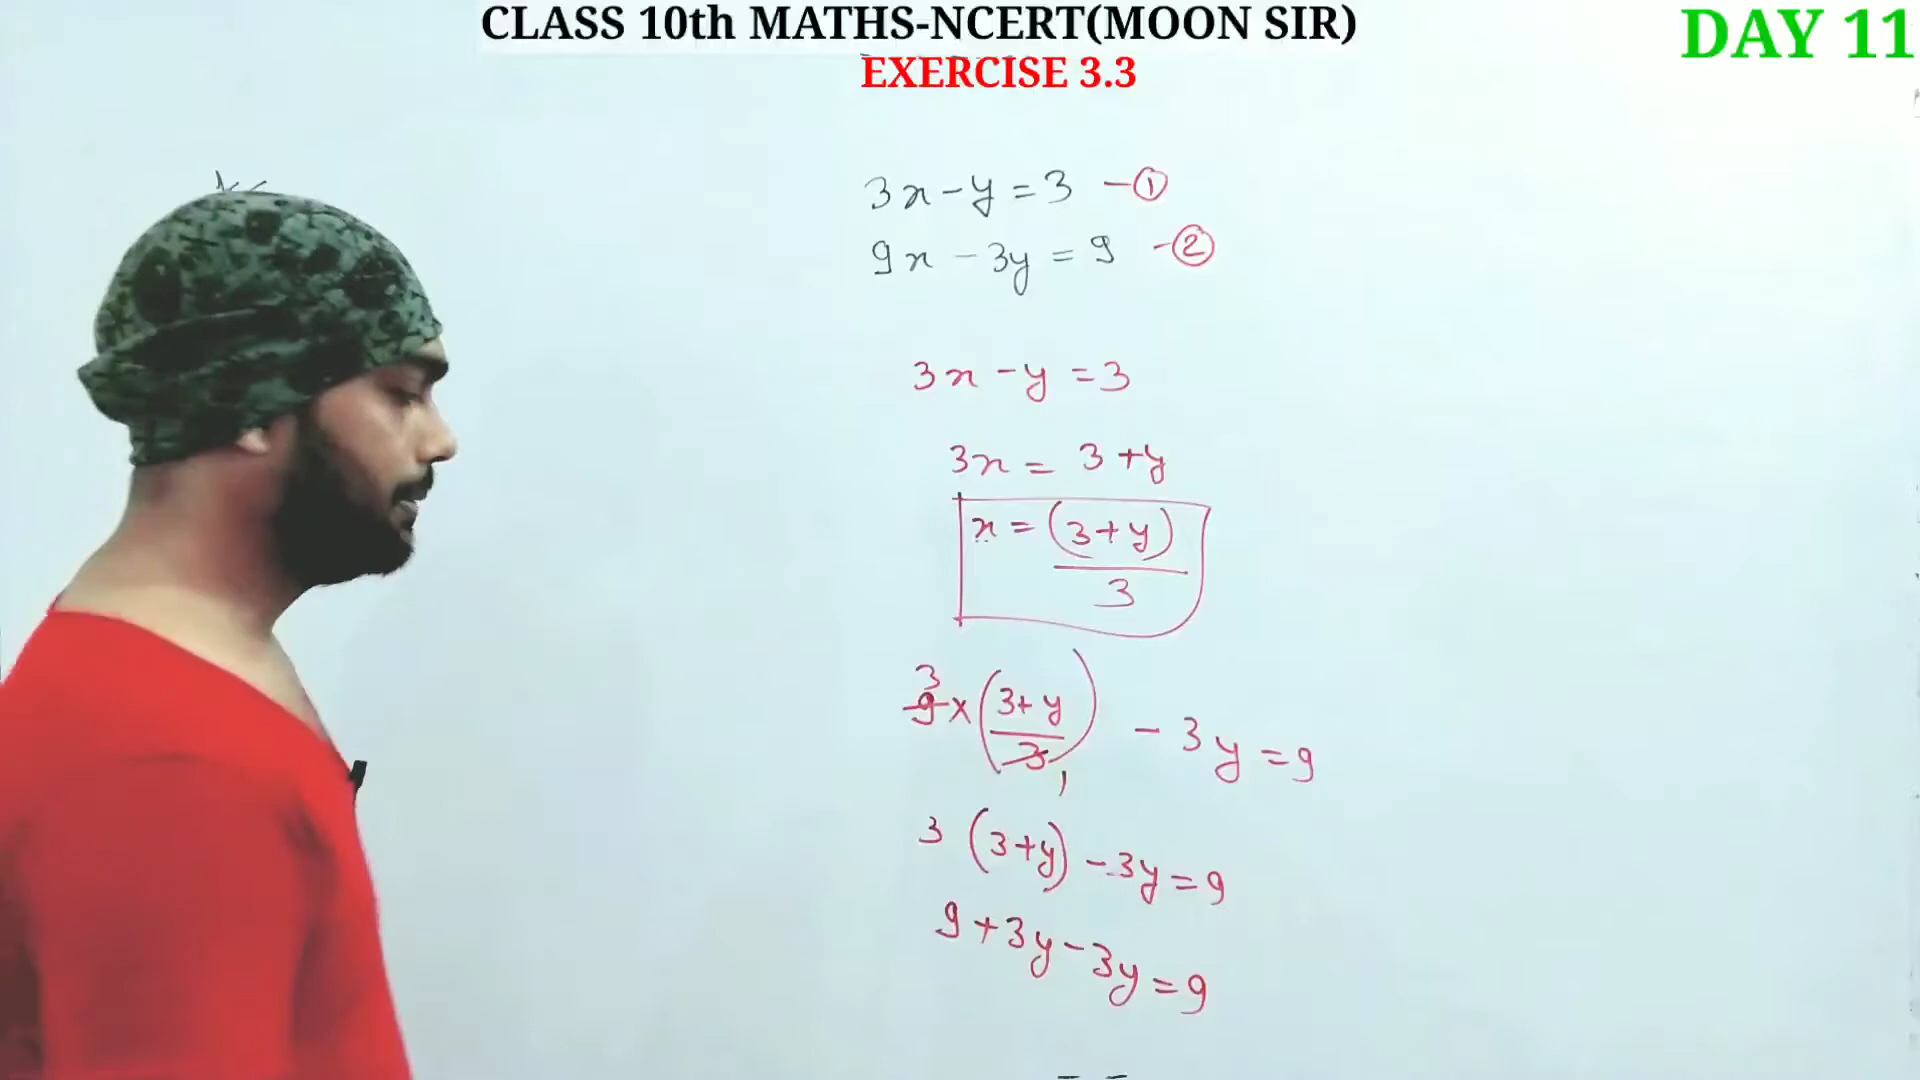 CLASS 10th MATHS-NCERT(MOON SIR)
DAY 11
EXERCISE 3.3
3x - y = 3 - ①
9x - 3y = 9 - ②
3x - y = 3
3x = 3 + y
x = (3 + y)
3
3
9 × (3 + y
3
1
) - 3y = 9
3 (3 + y) - 3y = 9
9 + 3y - 3y = 9